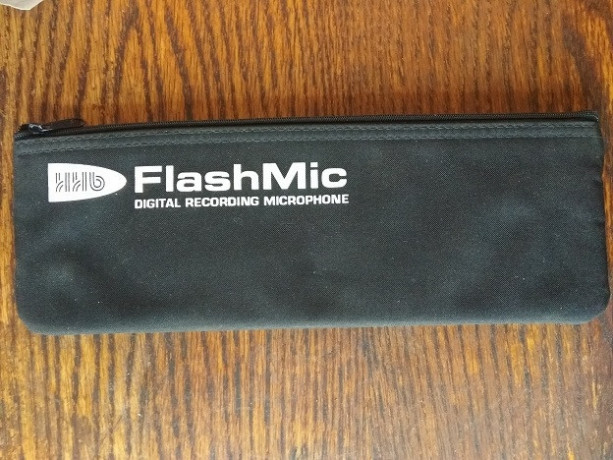 HHb FlashMic
DIGITAL RECORDING MICROPHONE